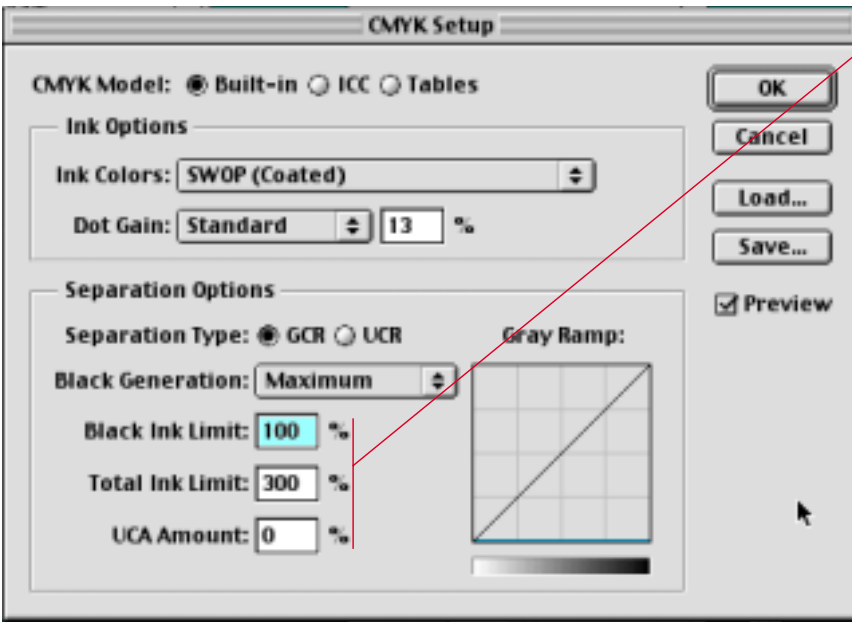 CMYK Setup
CMYK Model: Built-in ICC Tables
OK
Ink Options
Cancel
Ink Colors: SWOP (Coated)
Load...
Dot Gain: Standard 13 %
Save...
Separation Options
Preview
Separation Type: GCR UCR
Gray Ramp:
Black Generation: Maximum
Black Ink Limit: 100 %
Total Ink Limit: 300 %
UCA Amount: 0 %